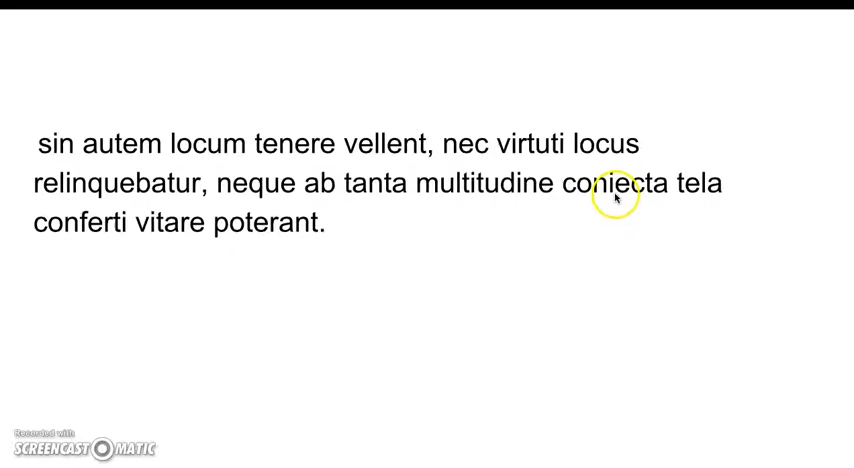 sin autem locum tenere vellent, nec virtuti locus
relinquebatur, neque ab tanta multitudine coniecta tela
conferti vitare poterant.
Recorded with
SCREENCAST O MATIC